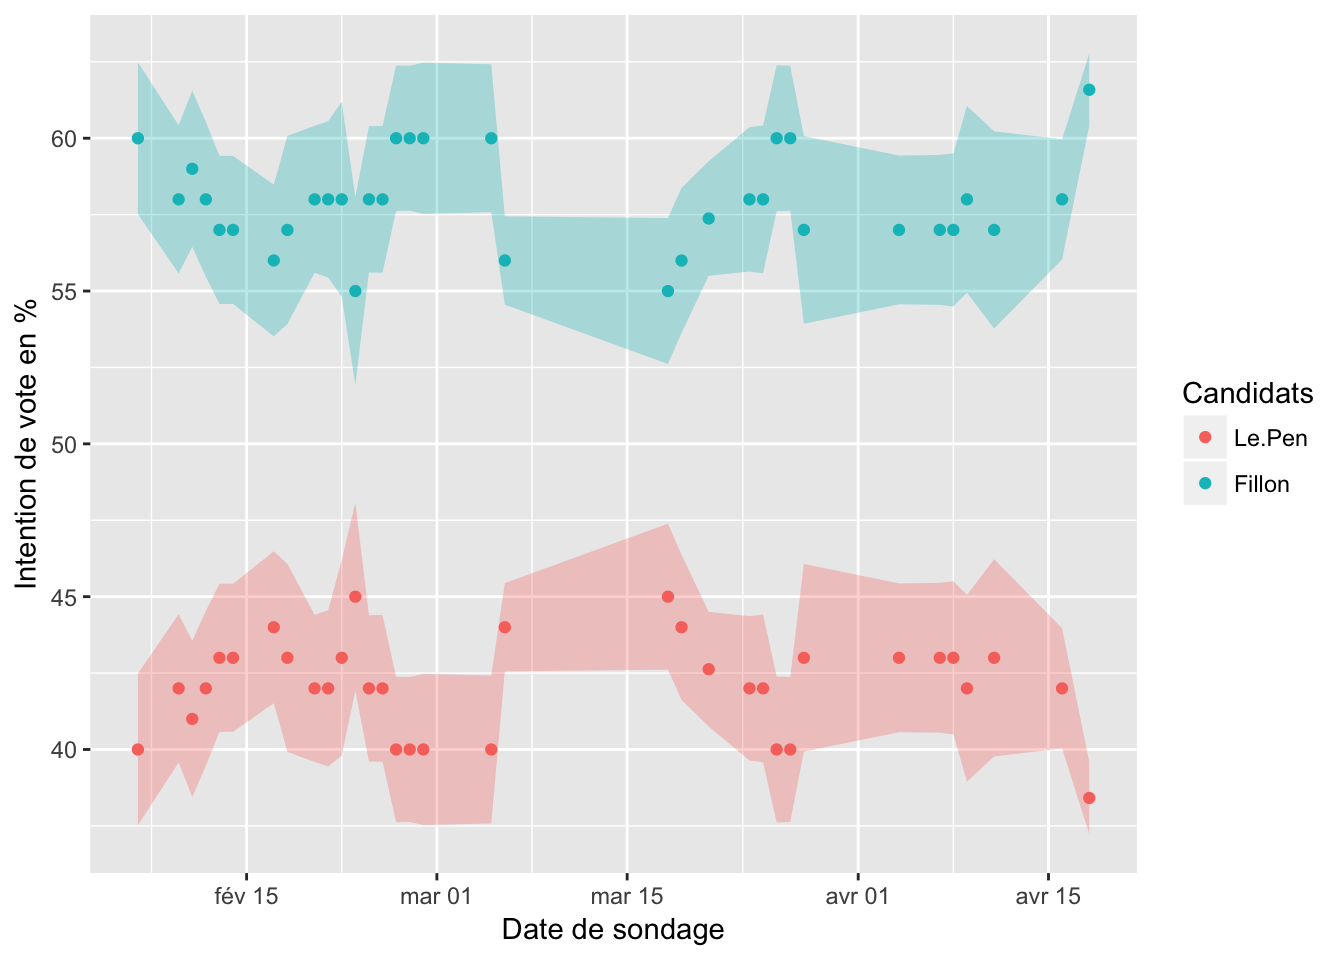 60
55
50
45
40
Intention de vote en %
fév 15
mar 01
mar 15
avr 01
avr 15
Date de sondage
Candidats
Le.Pen
Fillon